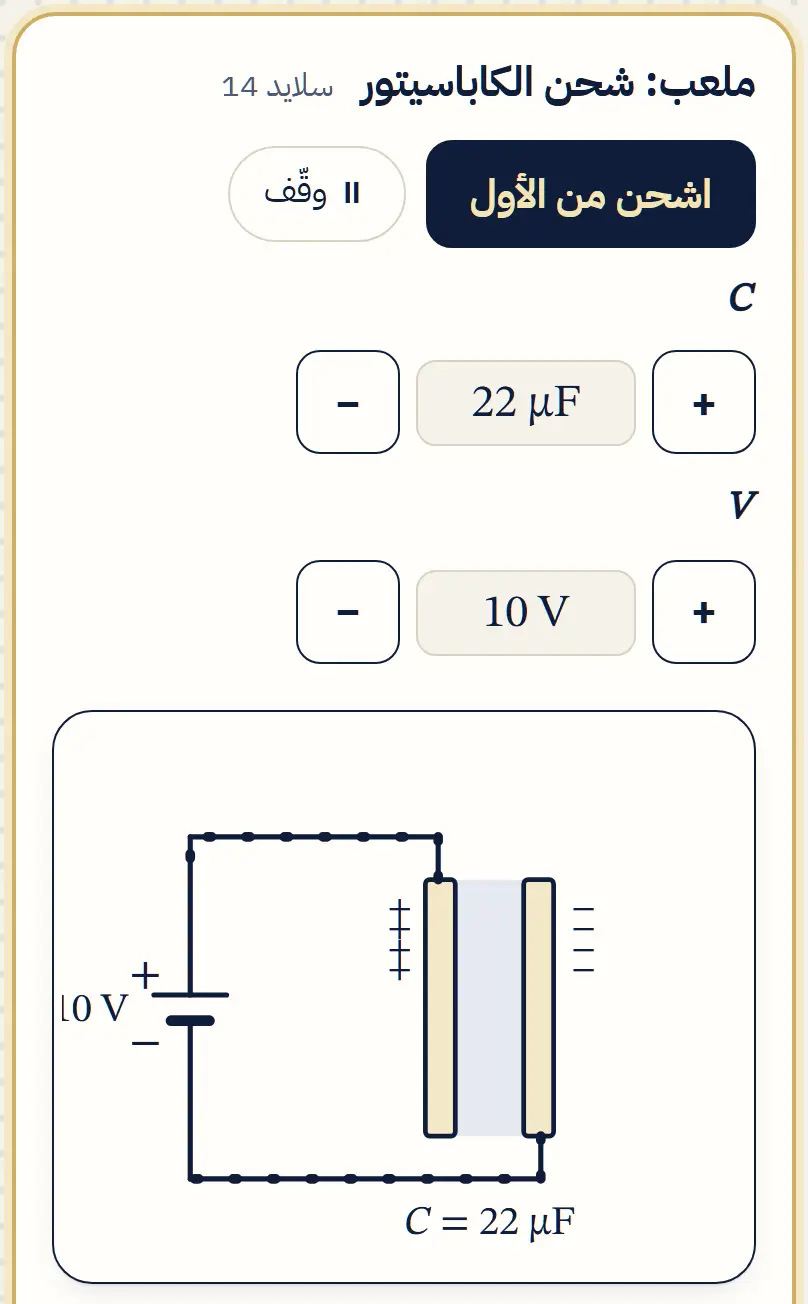 ملعب: شحن الكاباسيتور سلايد 14
اشحن من الأول وقّف
C
+ 22 µF −
V
+ 10 V −
+
10 V
−
C = 22 µF